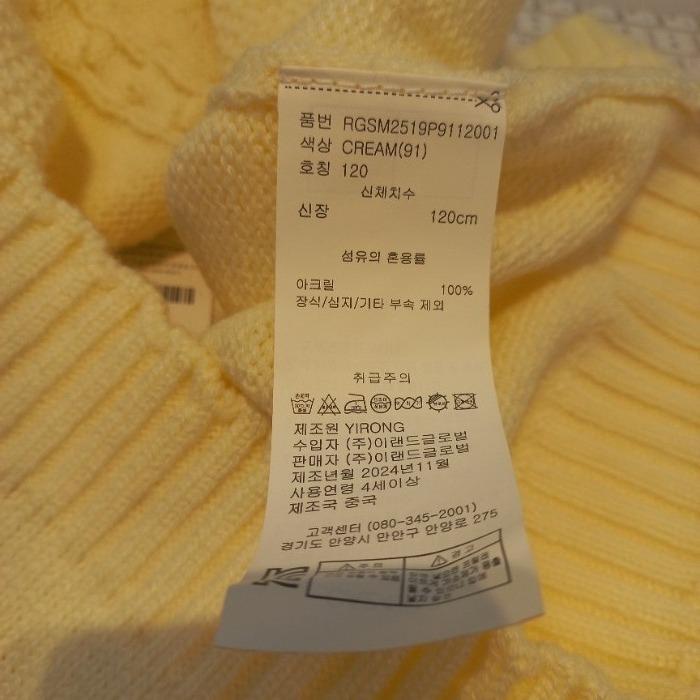 품번 RGSM2519P9112001
색상 CREAM(91)
호칭 120
신체치수
신장 120cm
섬유의 혼용률
아크릴 100%
장식/심지/기타 부속 제외
취급주의
제조원 YIRONG
수입자 (주)이랜드글로벌
판매자 (주)이랜드글로벌
제조년월 2024년11월
사용연령 4세이상
제조국 중국
고객센터 (080-345-2001)
경기도 안양시 만안구 안양로 275
주의
경고